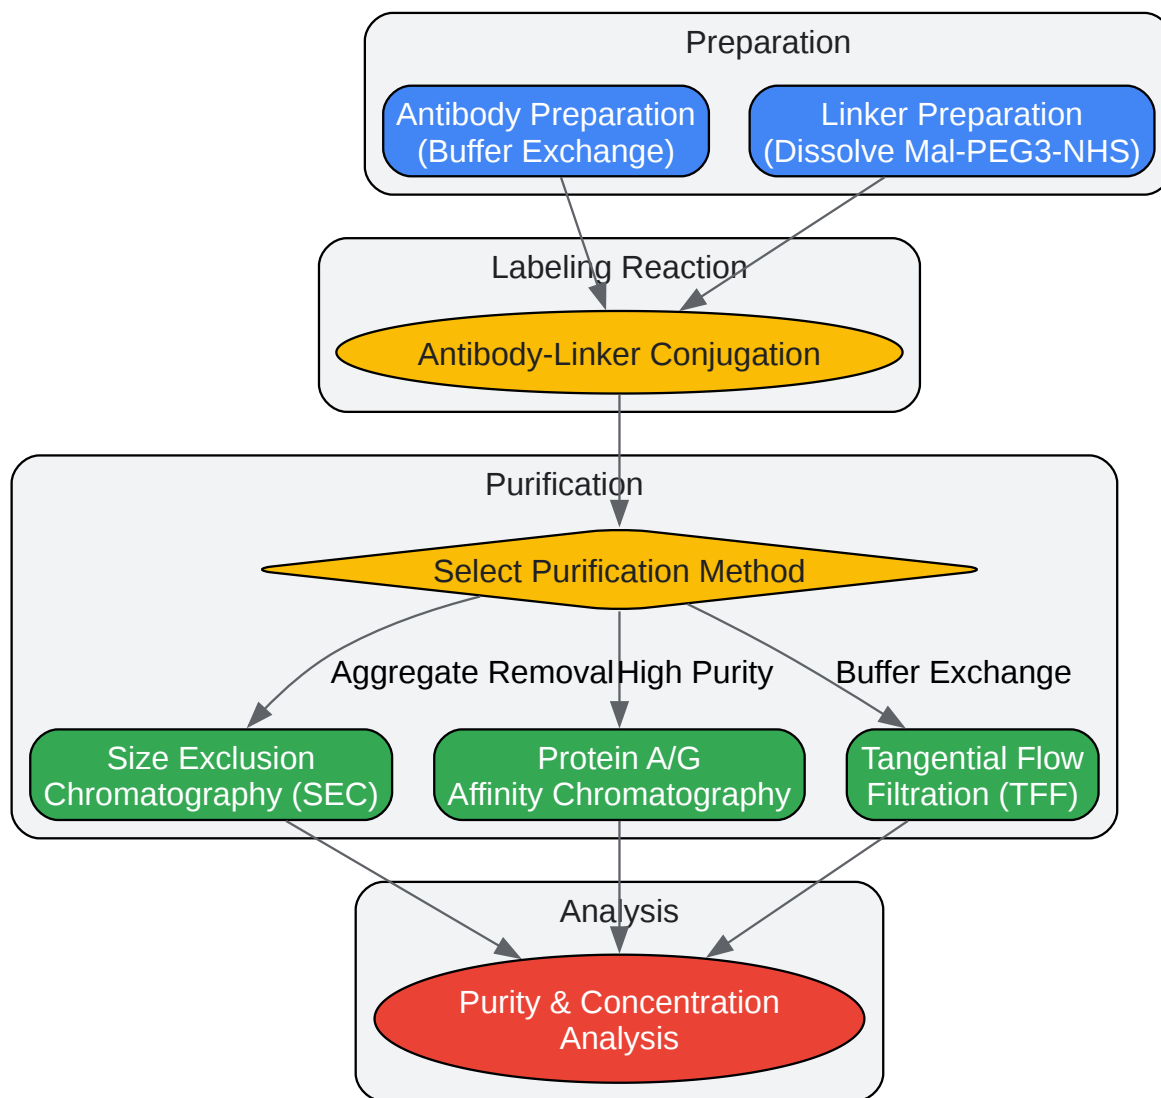 Preparation
Antibody Preparation
(Buffer Exchange)
Linker Preparation
(Dissolve Mal-PEG3-NHS)
Labeling Reaction
Antibody-Linker Conjugation
Purification
Select Purification Method
Aggregate Removal
High Purity
Buffer Exchange
Size Exclusion
Chromatography (SEC)
Protein A/G
Affinity Chromatography
Tangential Flow
Filtration (TFF)
Analysis
Purity & Concentration
Analysis